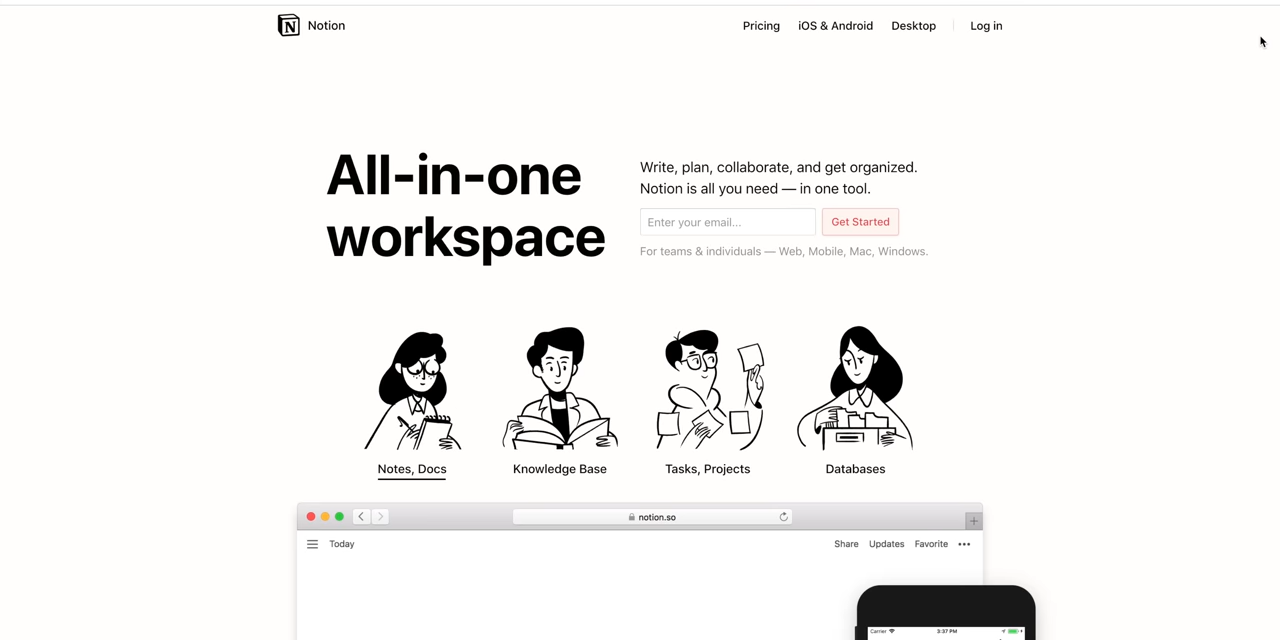 Notion
Pricing
iOS & Android
Desktop
Log in
All-in-one
workspace
Write, plan, collaborate, and get organized.
Notion is all you need — in one tool.
Enter your email...
Get Started
For teams & individuals — Web, Mobile, Mac, Windows.
Notes, Docs
Knowledge Base
Tasks, Projects
Databases
notion.so
Today
Share
Updates
Favorite
•••
Carrier
3:37 PM